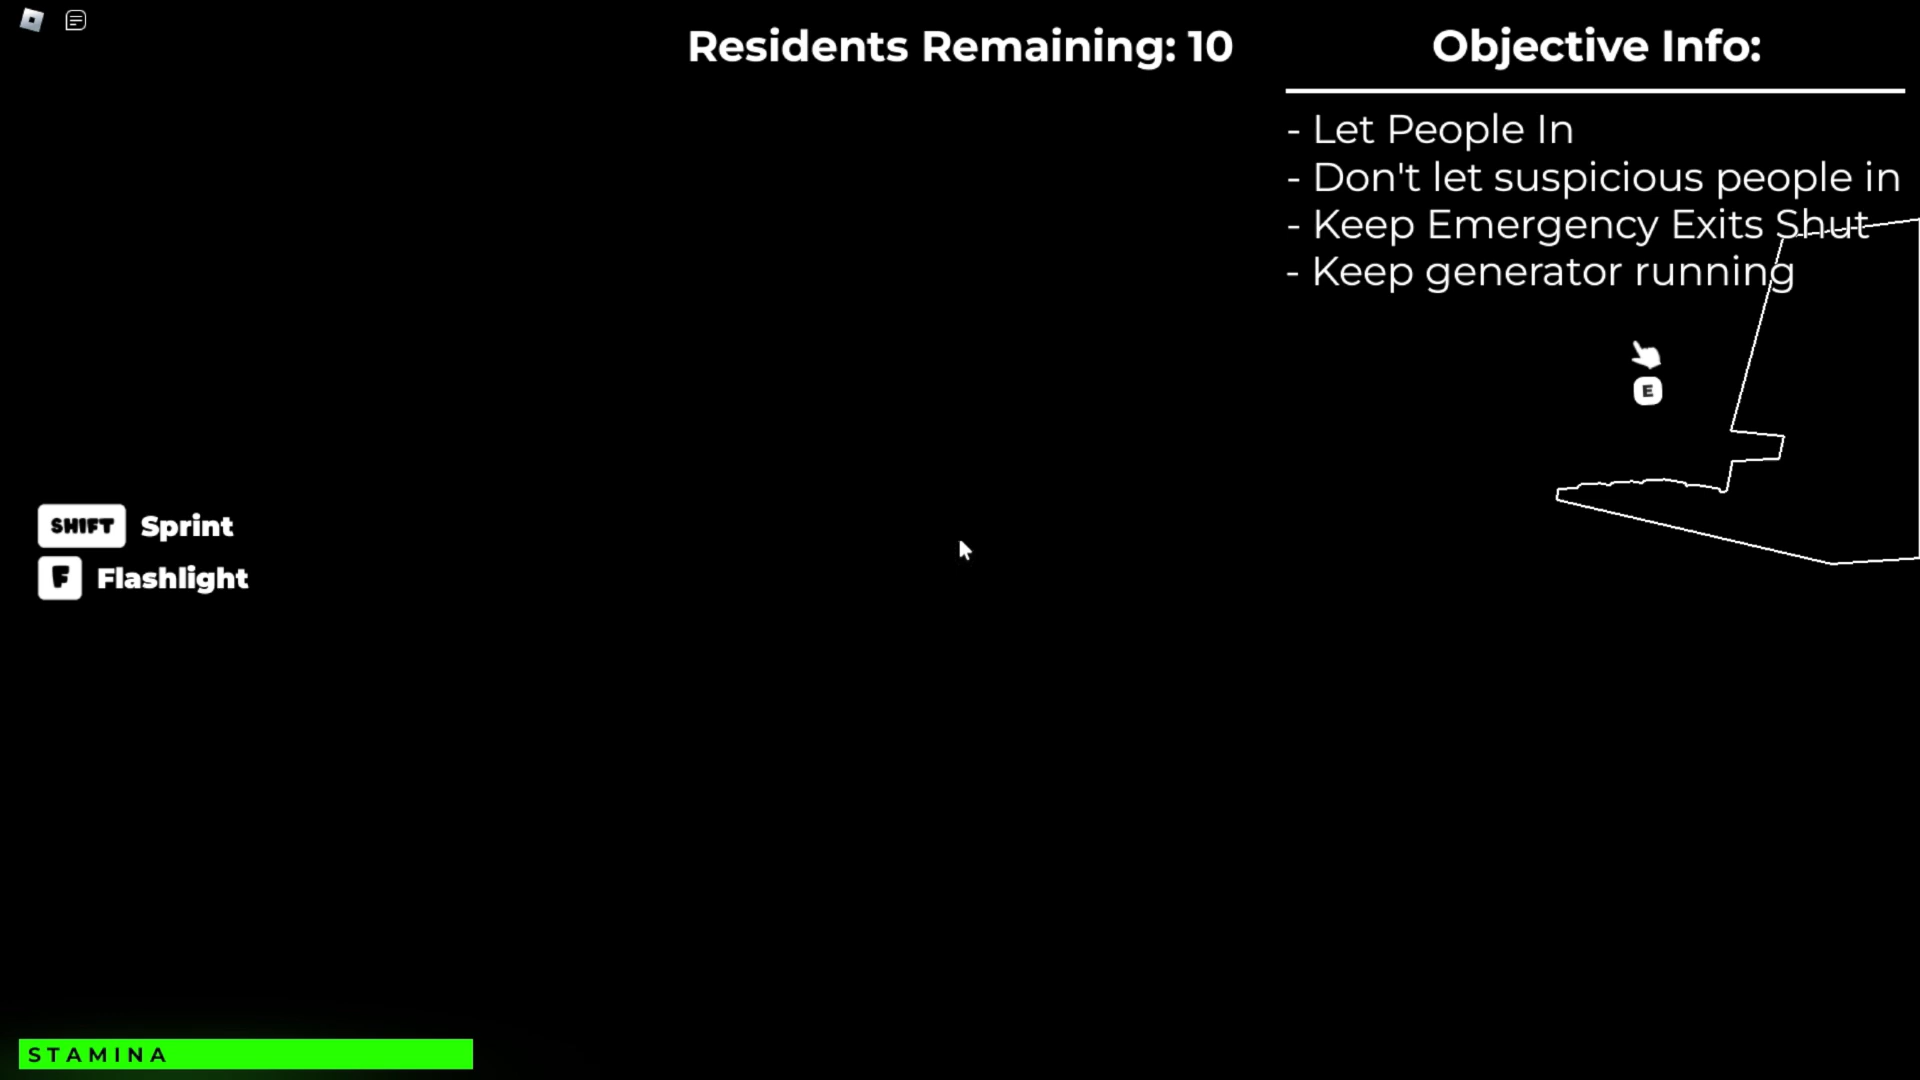 Residents Remaining: 10
Objective Info:
- Let People In
- Don't let suspicious people in
- Keep Emergency Exits Shut
- Keep generator running
E
SHIFT Sprint
F Flashlight
STAMINA